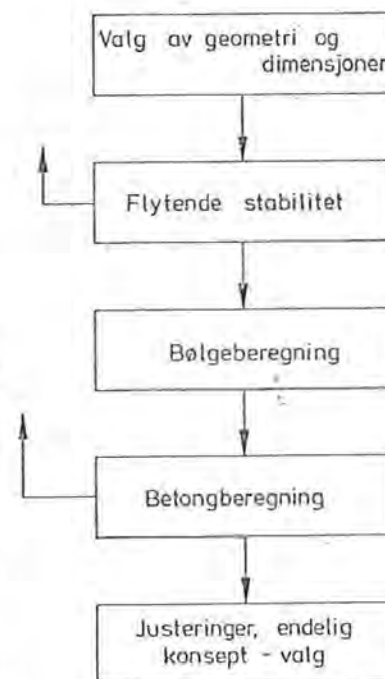 Valg av geometri og
dimensjoner
Flytende stabilitet
Bølgeberegning
Betongberegning
Justeringer, endelig
konsept - valg